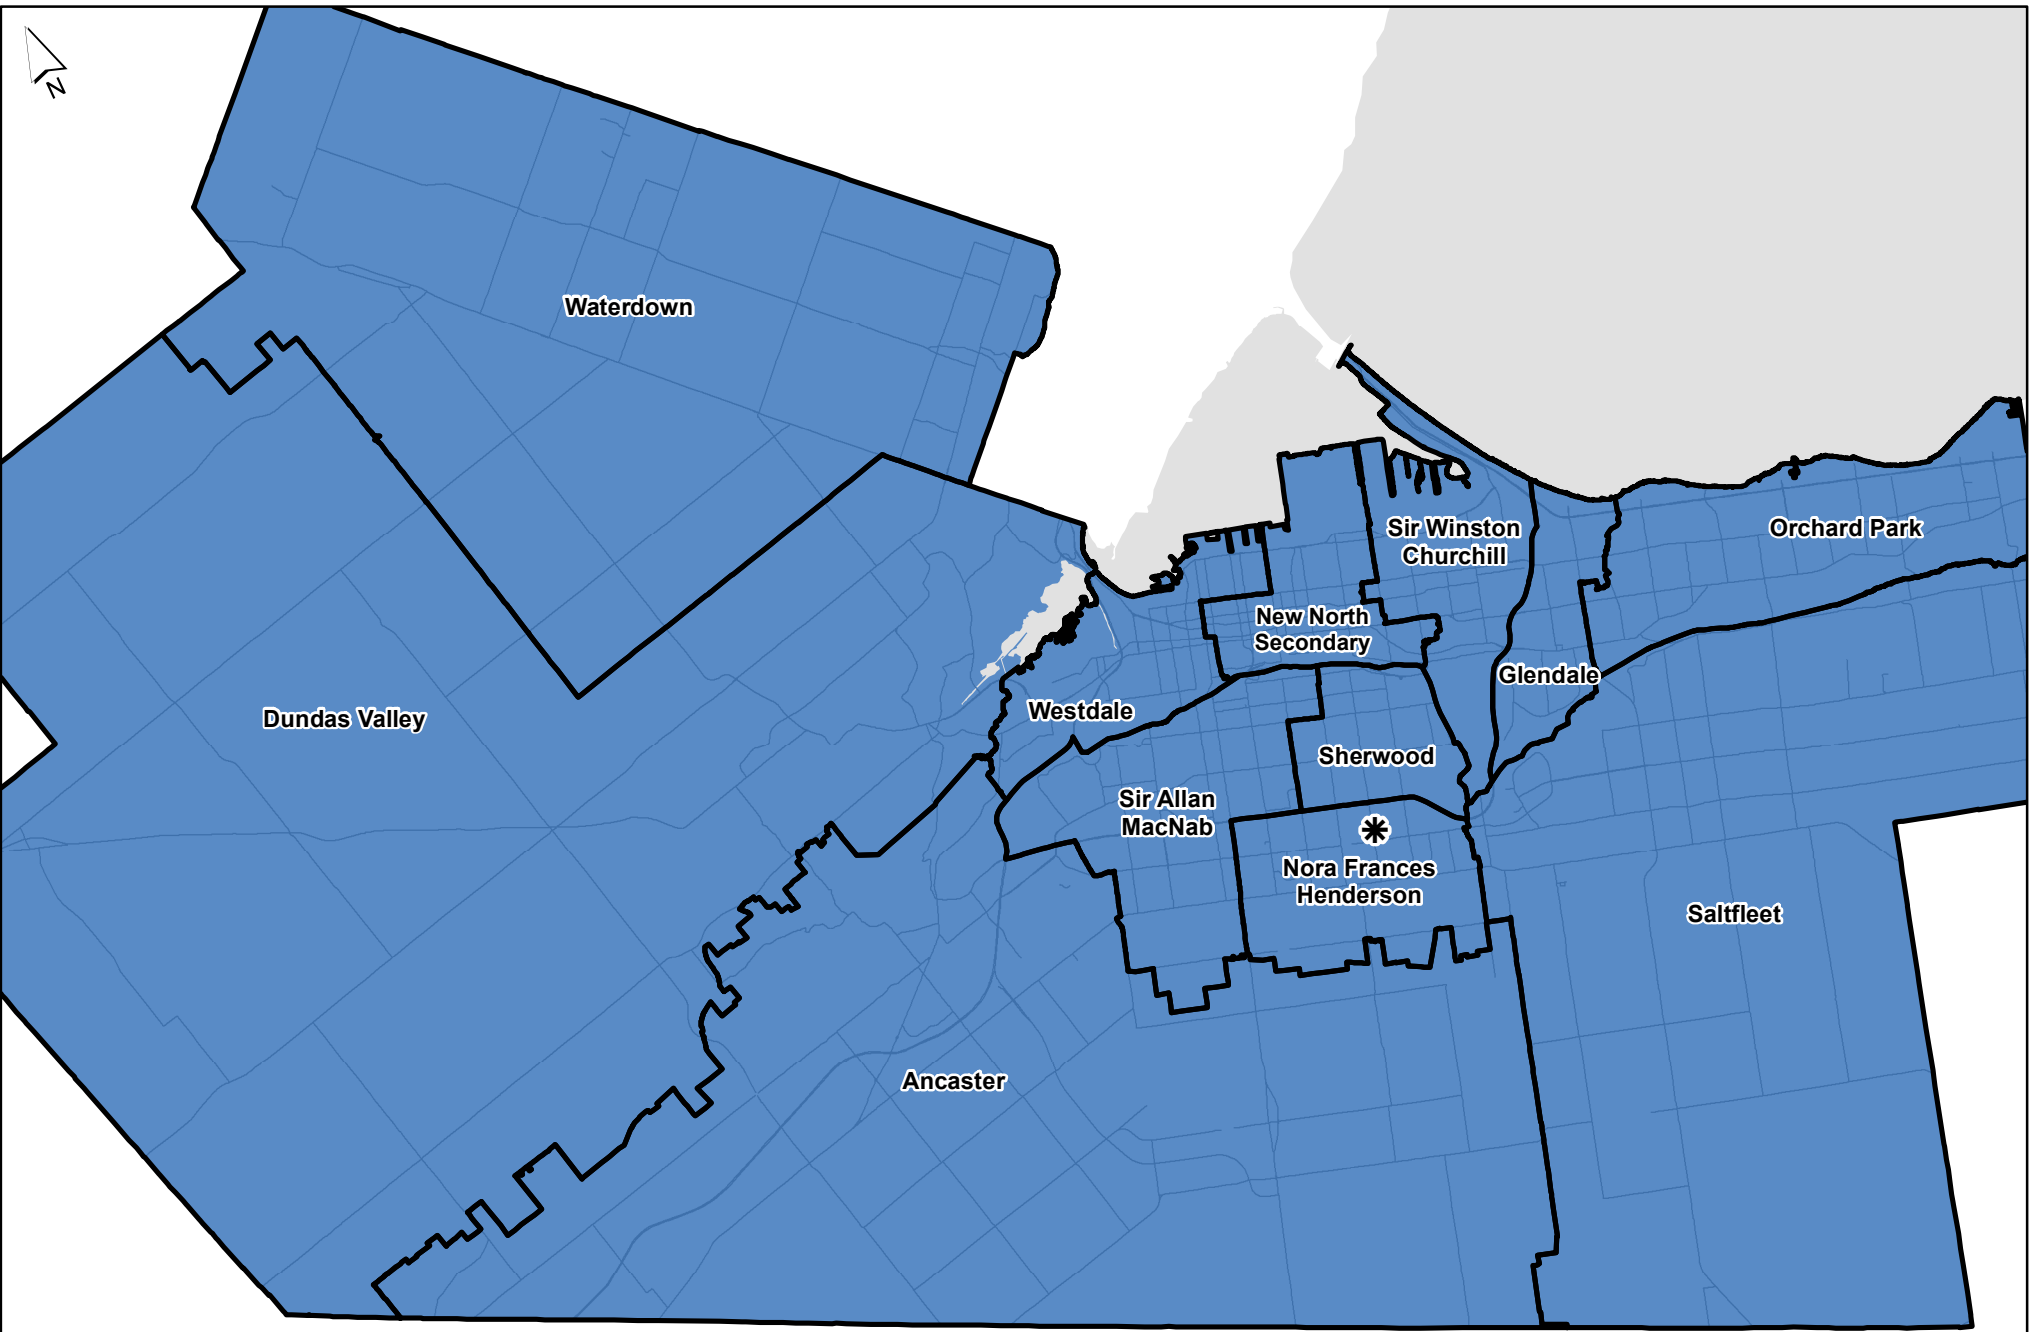 N
Waterdown
Sir Winston
Churchill
Orchard Park
New North
Secondary
Glendale
Dundas Valley
Westdale
Sherwood
Sir Allan
MacNab
Nora Frances
Henderson
Saltfleet
Ancaster